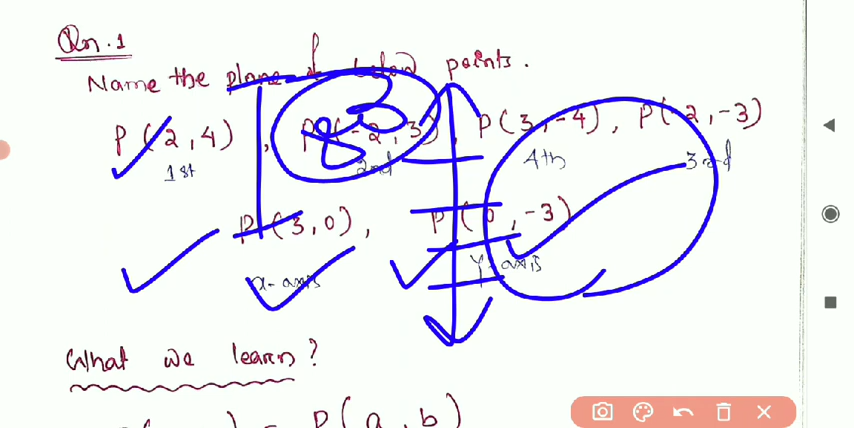 Qn.1
Name the plane of below points.
P(2,4), P(-2,3), P(3,-4), P(-2,-3)
1st 2nd 4th 3rd
P(3,0), P(0,-3)
x-axis Y-axis
What we learn?
P(a,b)